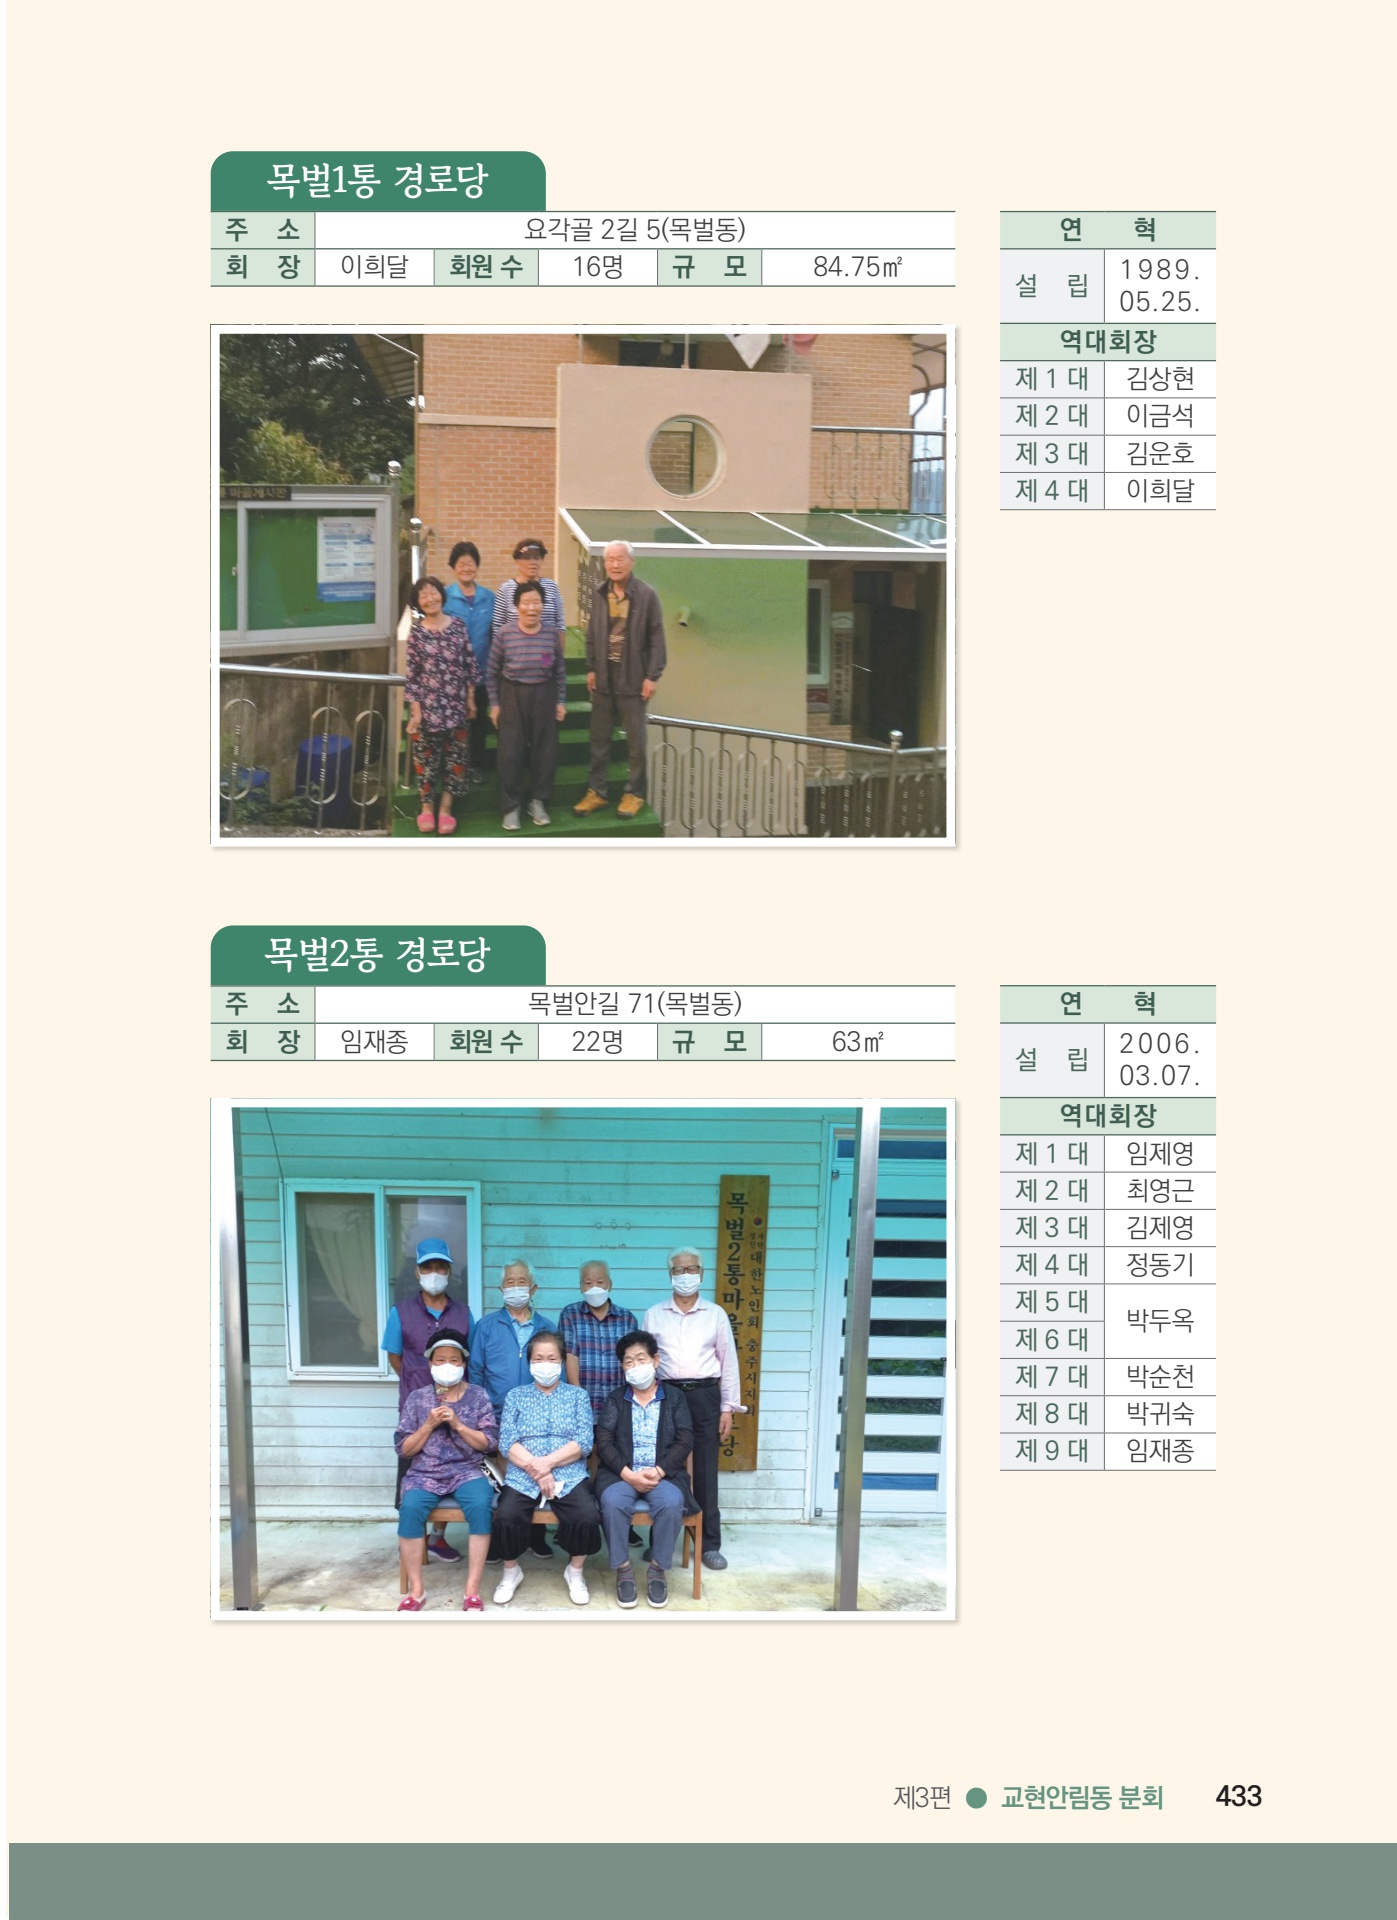 목벌1통 경로당
주 소 요각골 2길 5(목벌동)
회 장 이희달 회원 수 16명 규 모 84.75㎡
연 혁
설 립 1989. 05.25.
역대회장
제 1 대 김상현
제 2 대 이금석
제 3 대 김운호
제 4 대 이희달
마을게시판
목벌2통 경로당
주 소 목벌안길 71(목벌동)
회 장 임재종 회원 수 22명 규 모 63㎡
연 혁
설 립 2006. 03.07.
역대회장
제 1 대 임제영
제 2 대 최영근
제 3 대 김제영
제 4 대 정동기
제 5 대 박두옥
제 6 대
제 7 대 박순천
제 8 대 박귀숙
제 9 대 임재종
대한노인회 충주시지회
목벌2통마을
제3편 ● 교현안림동 분회 433